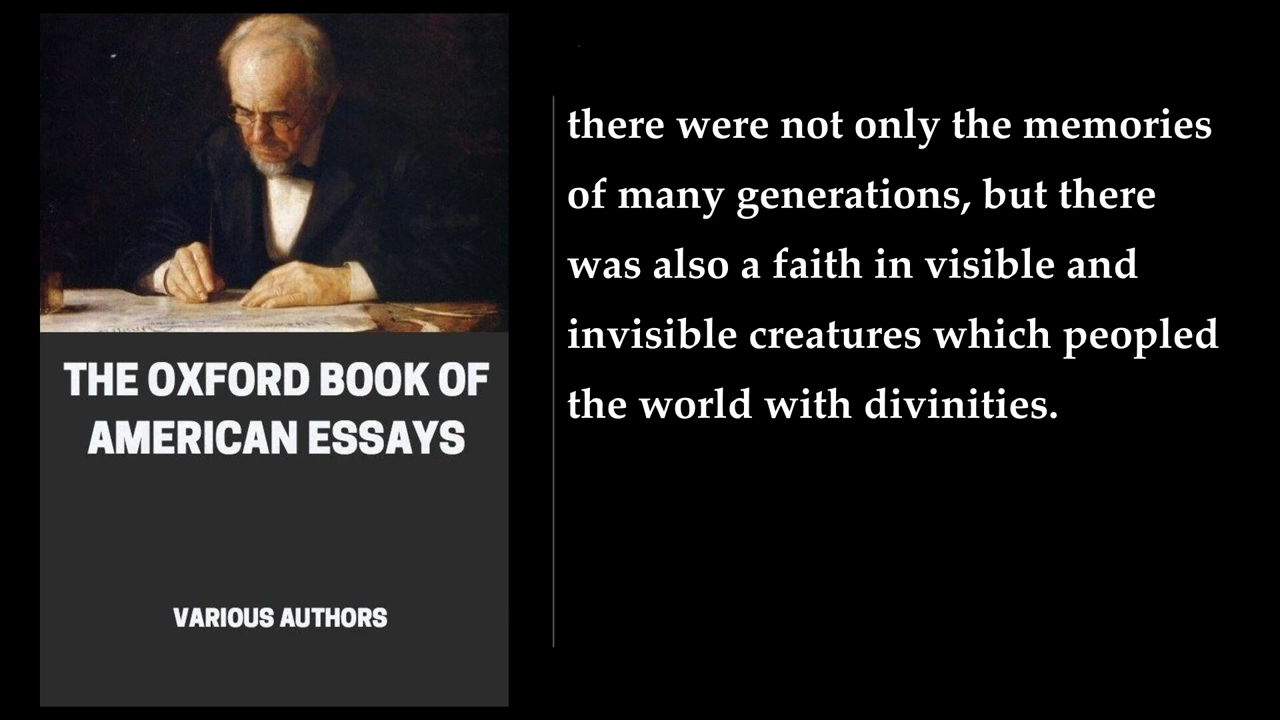 THE OXFORD BOOK OF
AMERICAN ESSAYS
VARIOUS AUTHORS
there were not only the memories
of many generations, but there
was also a faith in visible and
invisible creatures which peopled
the world with divinities.